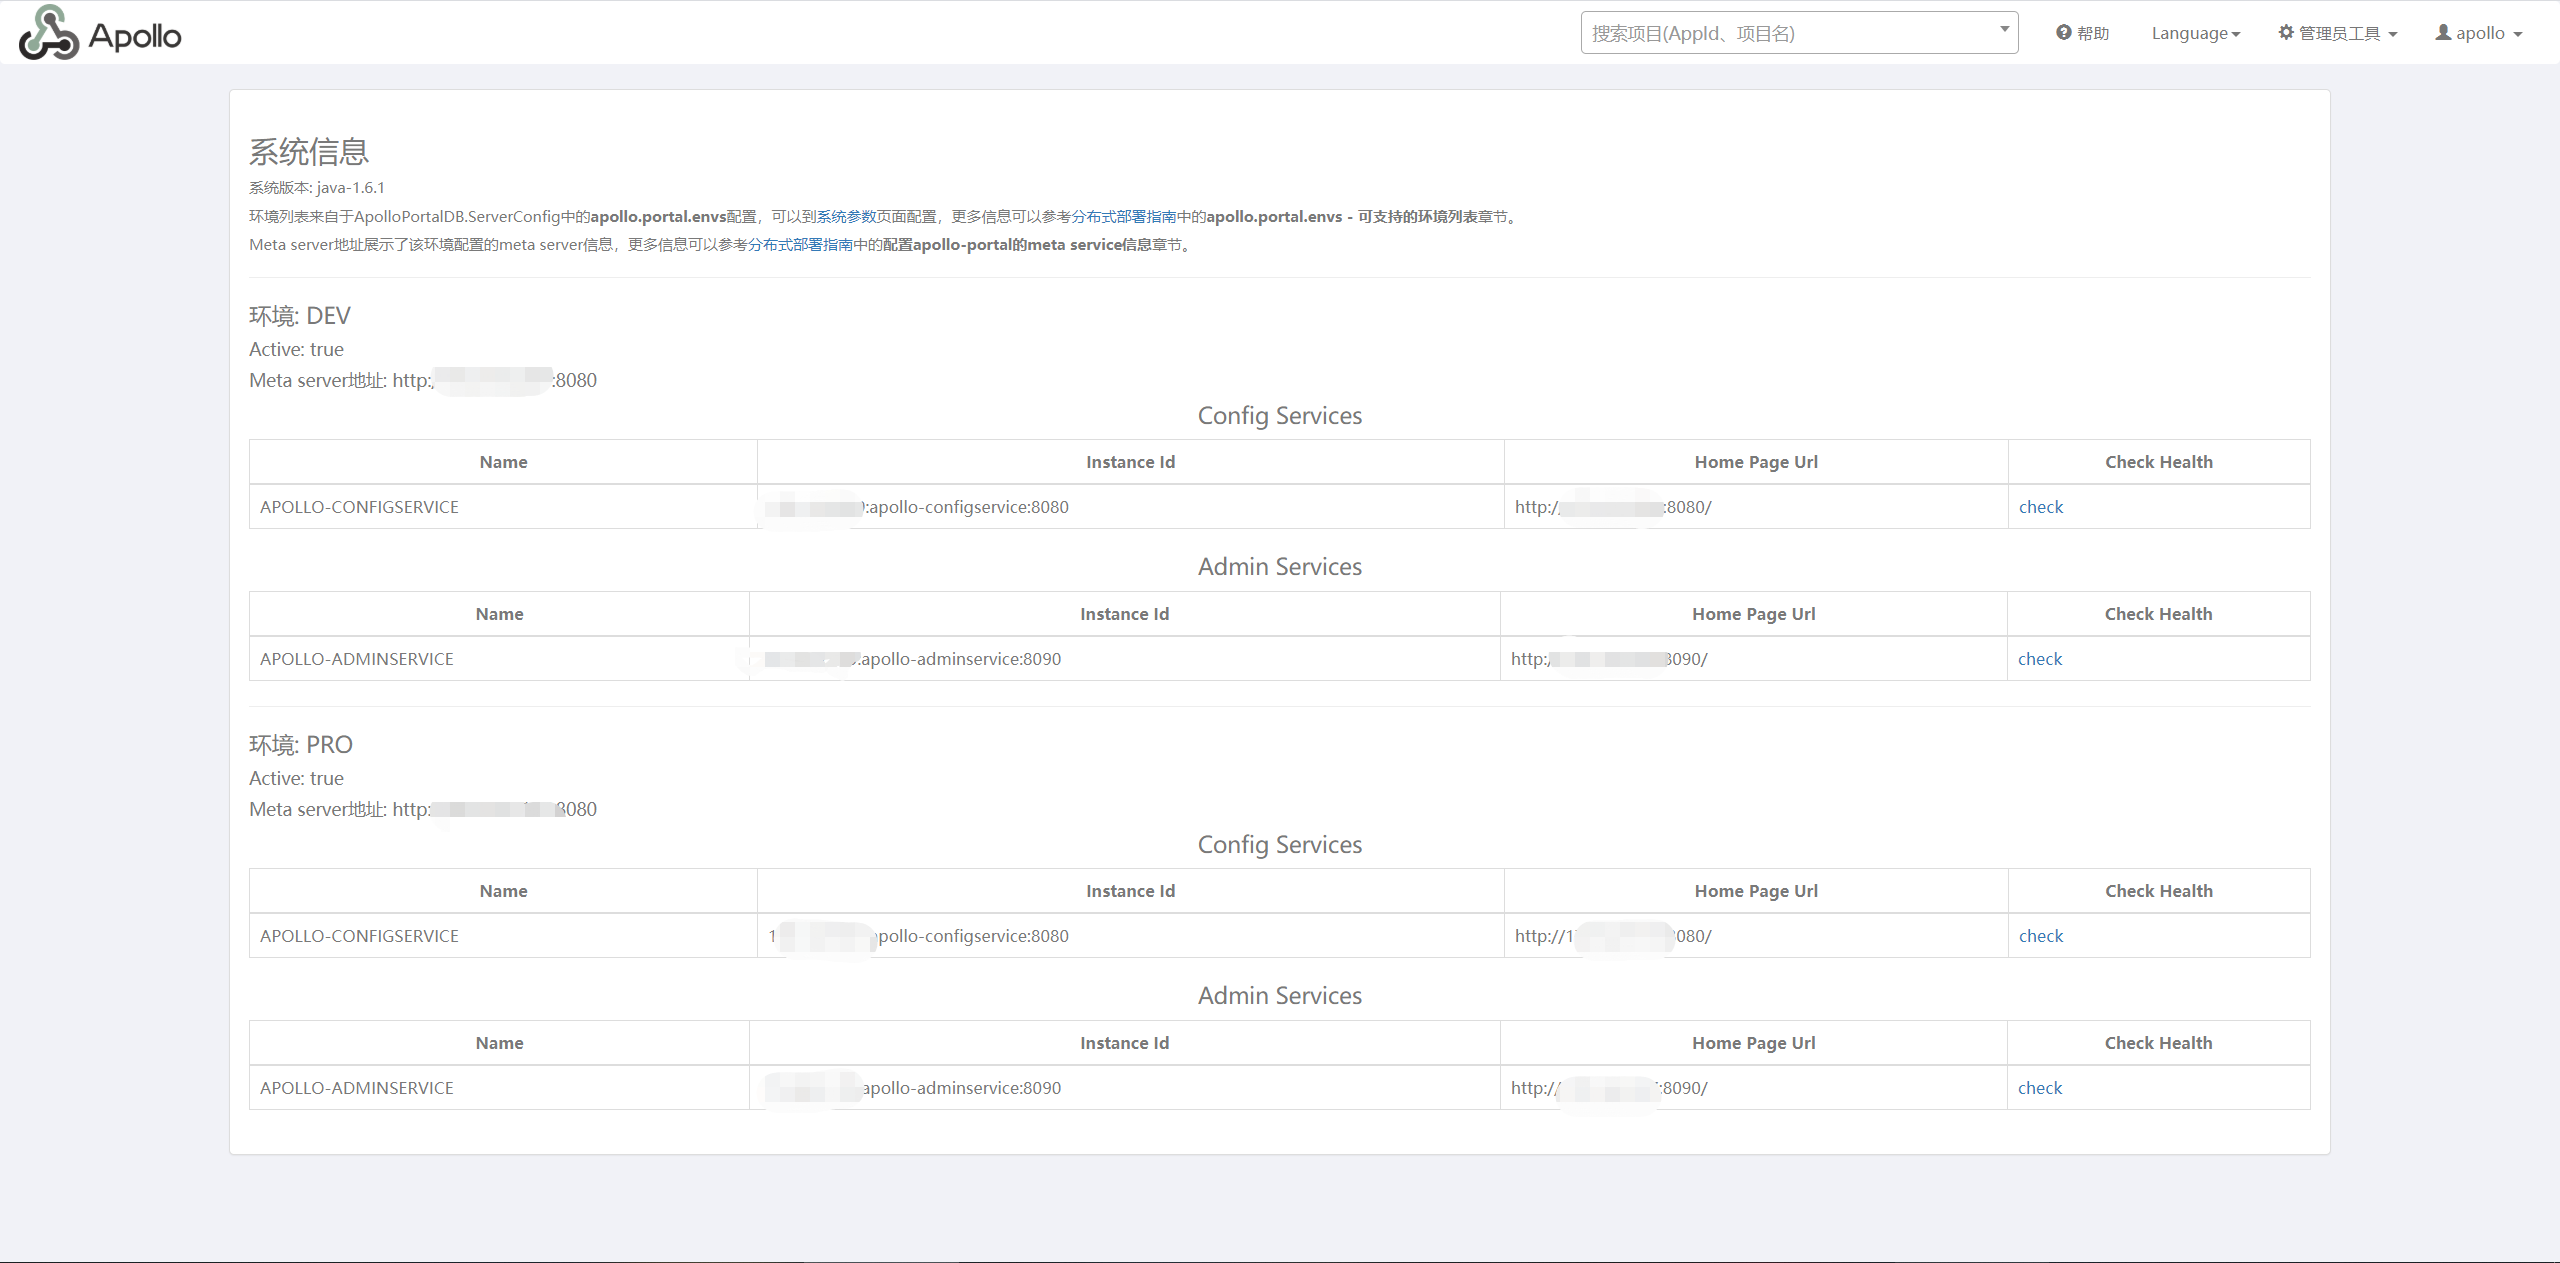 Apollo
搜索项目(AppId、项目名)
帮助
Language
管理员工具
apollo
系统信息
系统版本: java-1.6.1
环境列表来自于ApolloPortalDB.ServerConfig中的apollo.portal.envs配置，可以到系统参数页面配置，更多信息可以参考分布式部署指南中的apollo.portal.envs - 可支持的环境列表章节。
Meta server地址展示了该环境配置的meta server信息，更多信息可以参考分布式部署指南中的配置apollo-portal的meta service信息章节。
环境: DEV
Active: true
Meta server地址: http:/ :8080
Config Services
Name Instance Id Home Page Url Check Health
APOLLO-CONFIGSERVICE :apollo-configservice:8080 http:// :8080/ check
Admin Services
Name Instance Id Home Page Url Check Health
APOLLO-ADMINSERVICE apollo-adminservice:8090 http:/ 8090/ check
环境: PRO
Active: true
Meta server地址: http: 8080
Config Services
Name Instance Id Home Page Url Check Health
APOLLO-CONFIGSERVICE 1 pollo-configservice:8080 http://1 080/ check
Admin Services
Name Instance Id Home Page Url Check Health
APOLLO-ADMINSERVICE apollo-adminservice:8090 http:// :8090/ check